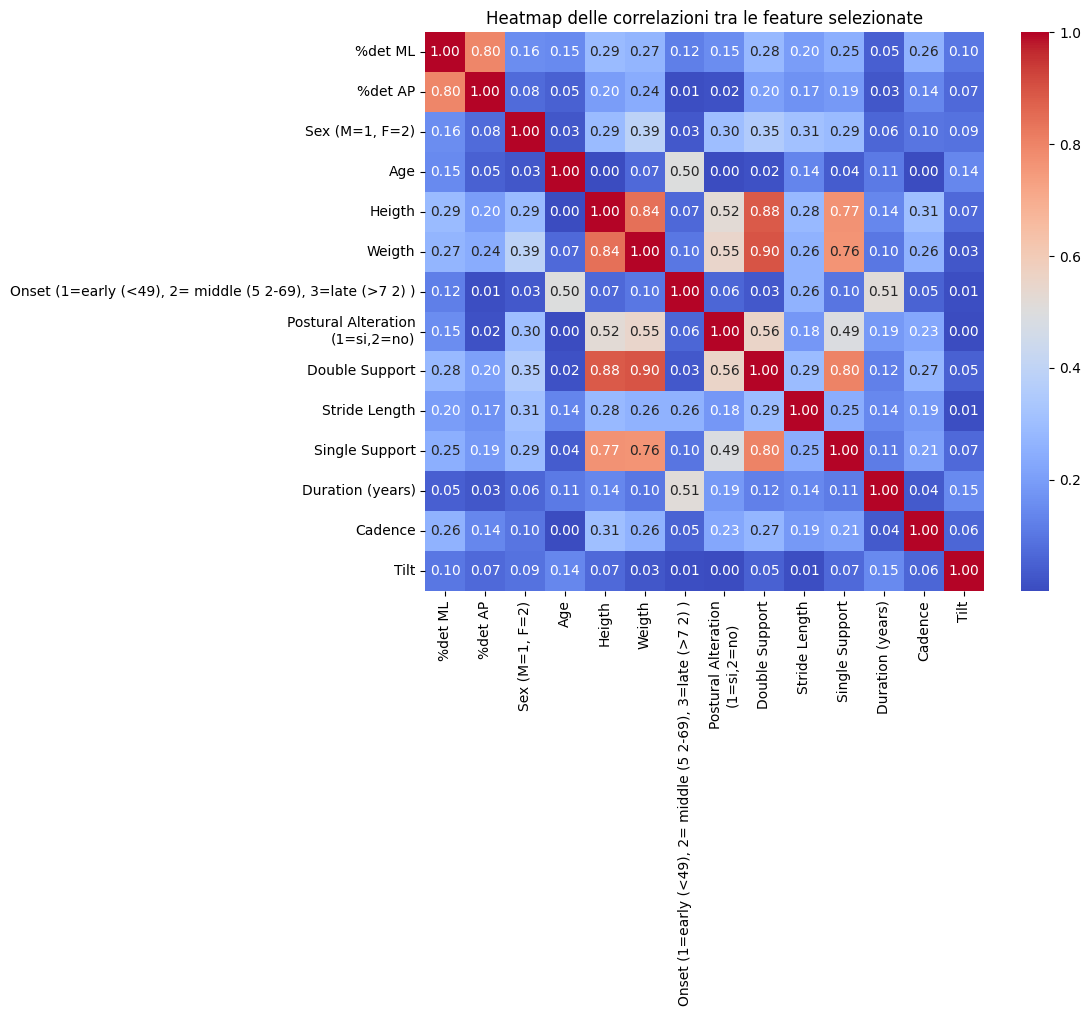 Heatmap delle correlazioni tra le feature selezionate
%det ML 1.00 0.80 0.16 0.15 0.29 0.27 0.12 0.15 0.28 0.20 0.25 0.05 0.26 0.10
%det AP 0.80 1.00 0.08 0.05 0.20 0.24 0.01 0.02 0.20 0.17 0.19 0.03 0.14 0.07
Sex (M=1, F=2) 0.16 0.08 1.00 0.03 0.29 0.39 0.03 0.30 0.35 0.31 0.29 0.06 0.10 0.09
Age 0.15 0.05 0.03 1.00 0.00 0.07 0.50 0.00 0.02 0.14 0.04 0.11 0.00 0.14
Heigth 0.29 0.20 0.29 0.00 1.00 0.84 0.07 0.52 0.88 0.28 0.77 0.14 0.31 0.07
Weigth 0.27 0.24 0.39 0.07 0.84 1.00 0.10 0.55 0.90 0.26 0.76 0.10 0.26 0.03
Onset (1=early (<49), 2= middle (5 2-69), 3=late (>7 2) ) 0.12 0.01 0.03 0.50 0.07 0.10 1.00 0.06 0.03 0.26 0.10 0.51 0.05 0.01
Postural Alteration
(1=si,2=no) 0.15 0.02 0.30 0.00 0.52 0.55 0.06 1.00 0.56 0.18 0.49 0.19 0.23 0.00
Double Support 0.28 0.20 0.35 0.02 0.88 0.90 0.03 0.56 1.00 0.29 0.80 0.12 0.27 0.05
Stride Length 0.20 0.17 0.31 0.14 0.28 0.26 0.26 0.18 0.29 1.00 0.25 0.14 0.19 0.01
Single Support 0.25 0.19 0.29 0.04 0.77 0.76 0.10 0.49 0.80 0.25 1.00 0.11 0.21 0.07
Duration (years) 0.05 0.03 0.06 0.11 0.14 0.10 0.51 0.19 0.12 0.14 0.11 1.00 0.04 0.15
Cadence 0.26 0.14 0.10 0.00 0.31 0.26 0.05 0.23 0.27 0.19 0.21 0.04 1.00 0.06
Tilt 0.10 0.07 0.09 0.14 0.07 0.03 0.01 0.00 0.05 0.01 0.07 0.15 0.06 1.00
%det ML
%det AP
Sex (M=1, F=2)
Age
Heigth
Weigth
Onset (1=early (<49), 2= middle (5 2-69), 3=late (>7 2) )
Postural Alteration
(1=si,2=no)
Double Support
Stride Length
Single Support
Duration (years)
Cadence
Tilt
1.0
0.8
0.6
0.4
0.2